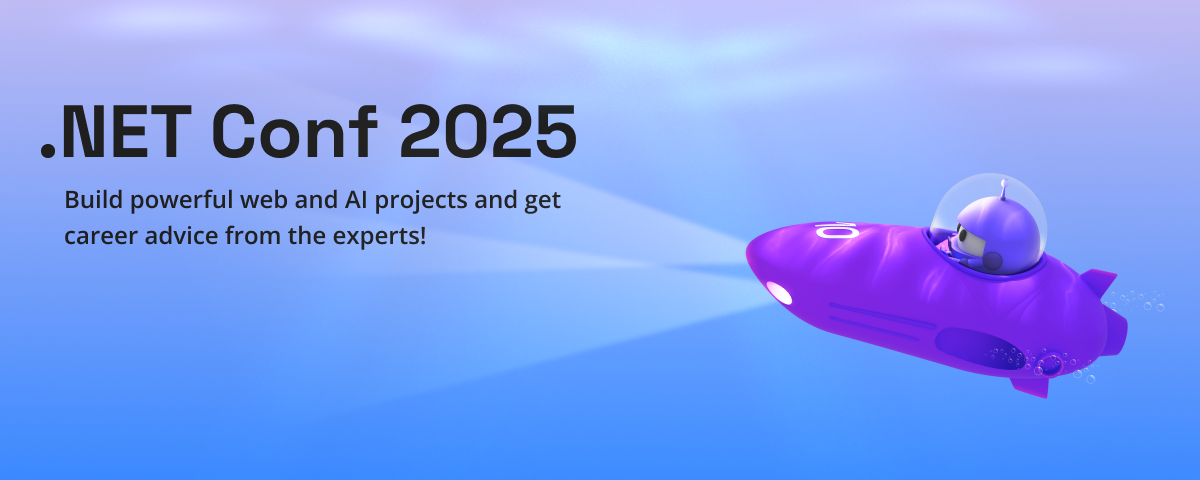 .NET Conf 2025
Build powerful web and AI projects and get
career advice from the experts!